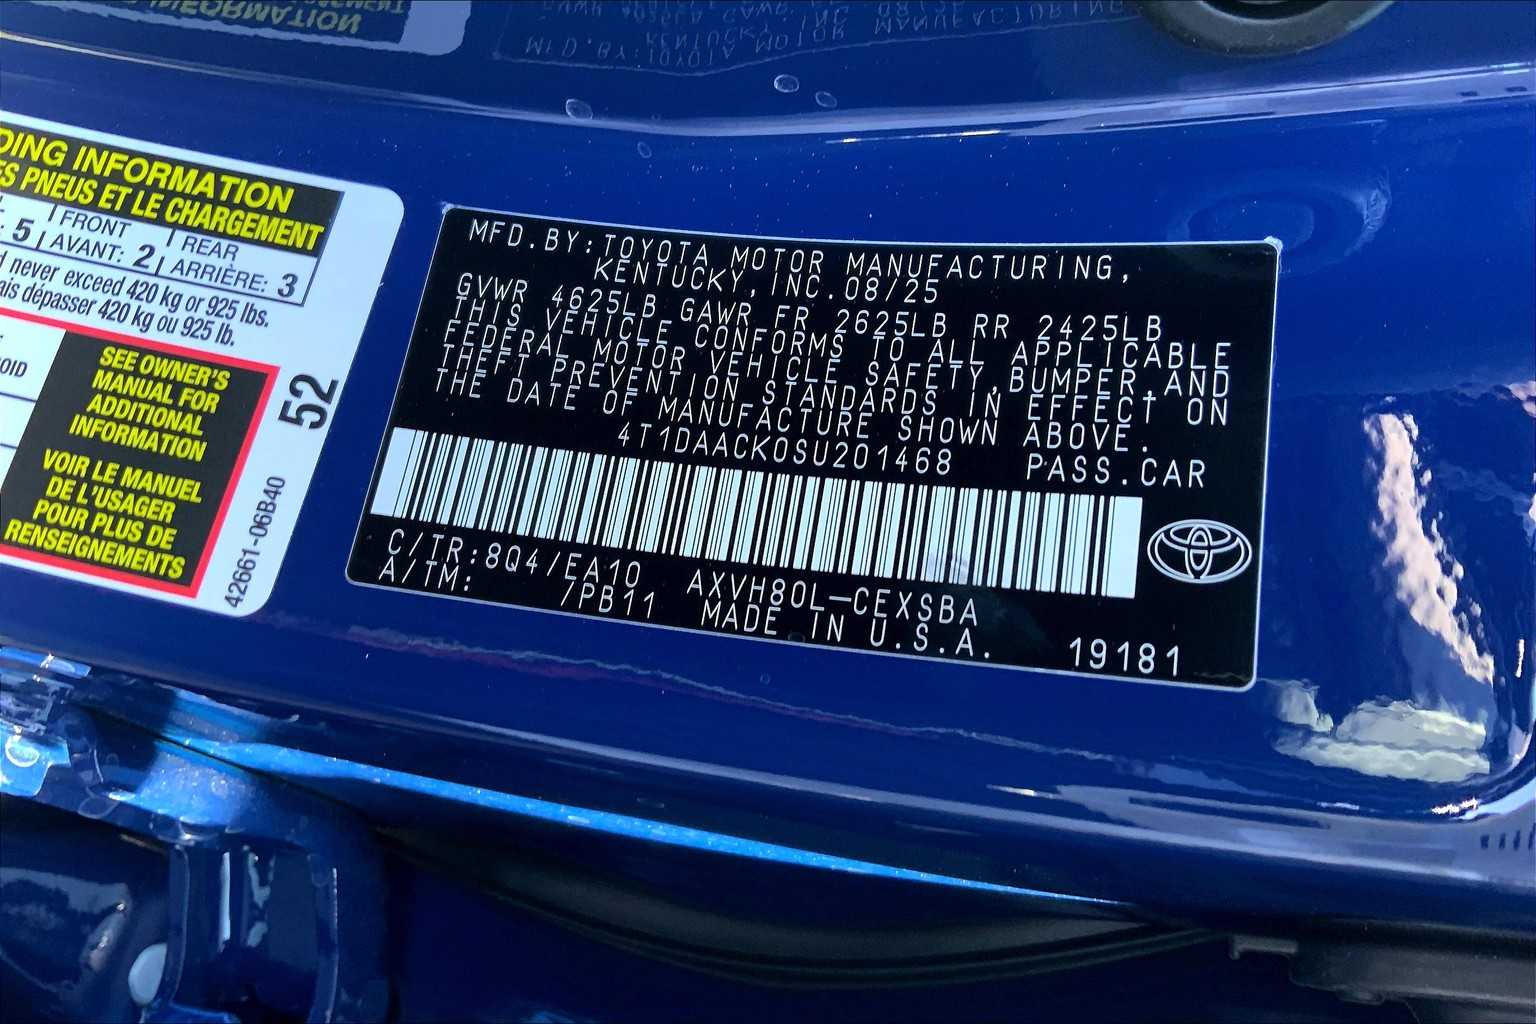 DING INFORMATION
ES PNEUS ET LE CHARGEMENT
: 5 FRONT AVANT: 2 REAR ARRIÈRE: 3
d never exceed 420 kg or 925 lbs.
ais dépasser 420 kg ou 925 lb.
OID
SEE OWNER'S
MANUAL FOR
ADDITIONAL
INFORMATION
VOIR LE MANUEL
DE L'USAGER
POUR PLUS DE
RENSEIGNEMENTS
52
42661-06B40
MFD.BY:TOYOTA MOTOR MANUFACTURING,
KENTUCKY,INC.08/25
GVWR 4625LB GAWR FR 2625LB RR 2425LB
THIS VEHICLE CONFORMS TO ALL APPLICABLE
FEDERAL MOTOR VEHICLE SAFETY,BUMPER,AND
THEFT PREVENTION STANDARDS IN EFFECT ON
THE DATE OF MANUFACTURE SHOWN ABOVE.
4T1DAACK0SU201468 PASS.CAR
C/TR:8Q4/EA10 AXVH80L-CEXSBA
A/TM: /PB11 MADE IN U.S.A.
19181